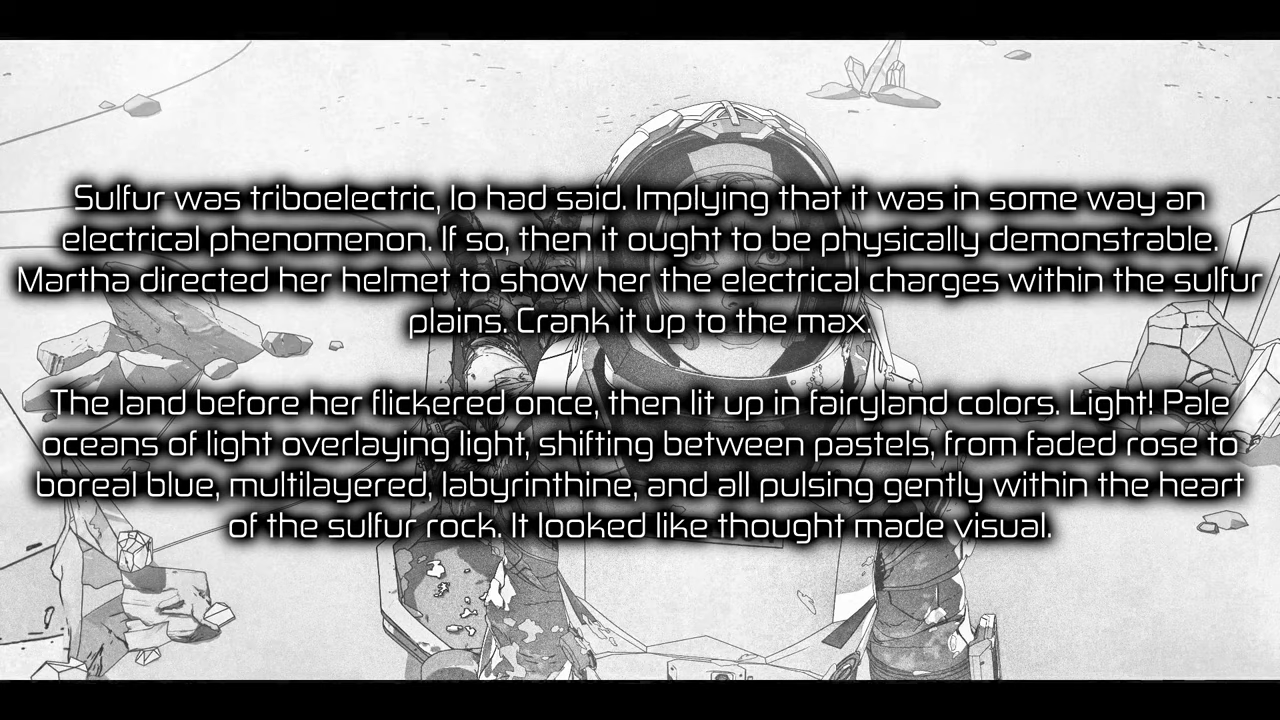 Sulfur was triboelectric, Io had said. Implying that it was in some way an
electrical phenomenon. If so, then it ought to be physically demonstrable.
Martha directed her helmet to show her the electrical charges within the sulfur
plains. Crank it up to the max.
The land before her flickered once, then lit up in fairyland colors. Light! Pale
oceans of light overlaying light, shifting between pastels, from faded rose to
boreal blue, multilayered, labyrinthine, and all pulsing gently within the heart
of the sulfur rock. It looked like thought made visual.